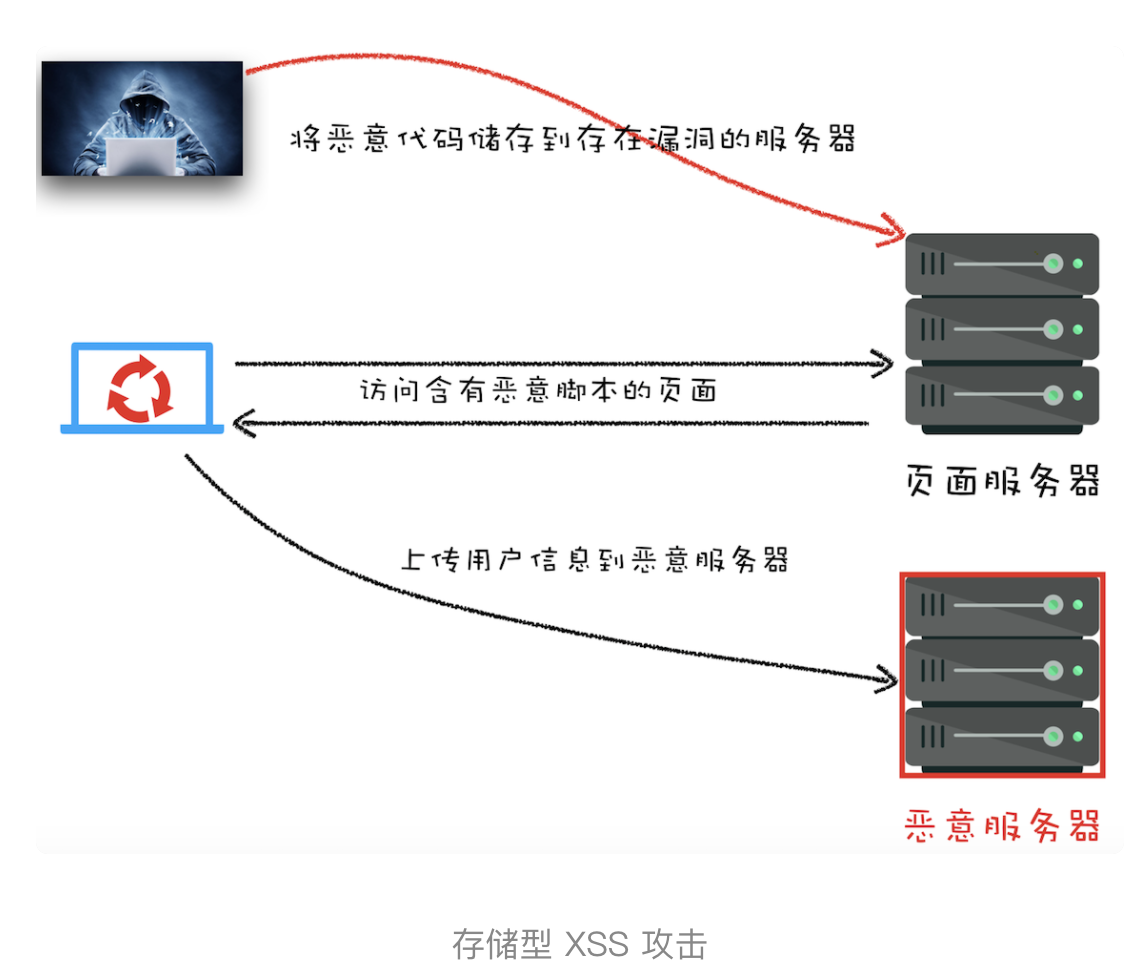 将恶意代码储存到存在漏洞的服务器
访问含有恶意脚本的页面
页面服务器
上传用户信息到恶意服务器
恶意服务器
存储型 XSS 攻击